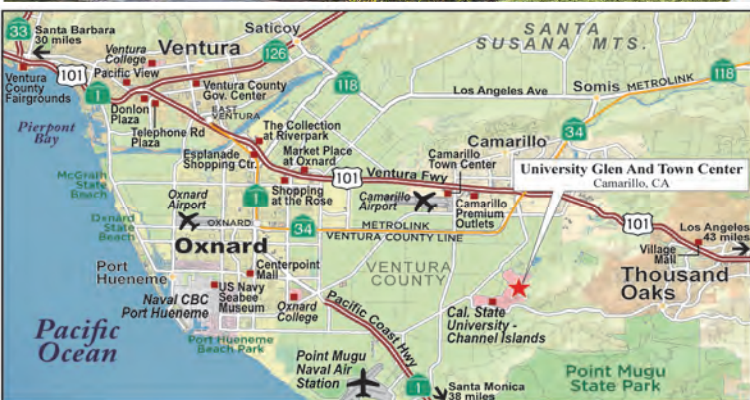 33
Santa Barbara
30 miles
Ventura
College
Ventura
Saticoy
126
SANTA
SUSANA MTS.
118
101
Pacific View
Ventura
County
Fairgrounds
1
Ventura County
Gov. Center
118
Los Angeles Ave
Somis
METROLINK
Donlon
Plaza
EAST
VENTURA
Pierpont
Bay
Telephone Rd
Plaza
The Collection
at Riverpark
34
Camarillo
Esplanade
Shopping Ctr.
Market Place
at Oxnard
101
Ventura Fwy
Camarillo
Town Center
University Glen And Town Center
Camarillo, CA
McGrath
State
Beach
Oxnard
Airport
1
Shopping
at the Rose
Camarillo
Airport
Camarillo
Premium
Outlets
Oxnard
State
Beach
OXNARD
34
METROLINK
VENTURA COUNTY LINE
101
Los Angeles
43 miles
Oxnard
Village
Mall
Port
Hueneme
Centerpoint
Mall
VENTURA
COUNTY
Thousand
Oaks
US Navy
Seabee
Museum
Naval CBC
Port Hueneme
Oxnard
College
Pacific Coast Hwy
Cal. State
University -
Channel Islands
Pacific
Ocean
Port Hueneme
Beach Park
Point Mugu
Naval Air
Station
1
Santa Monica
38 miles
Point Mugu
State Park